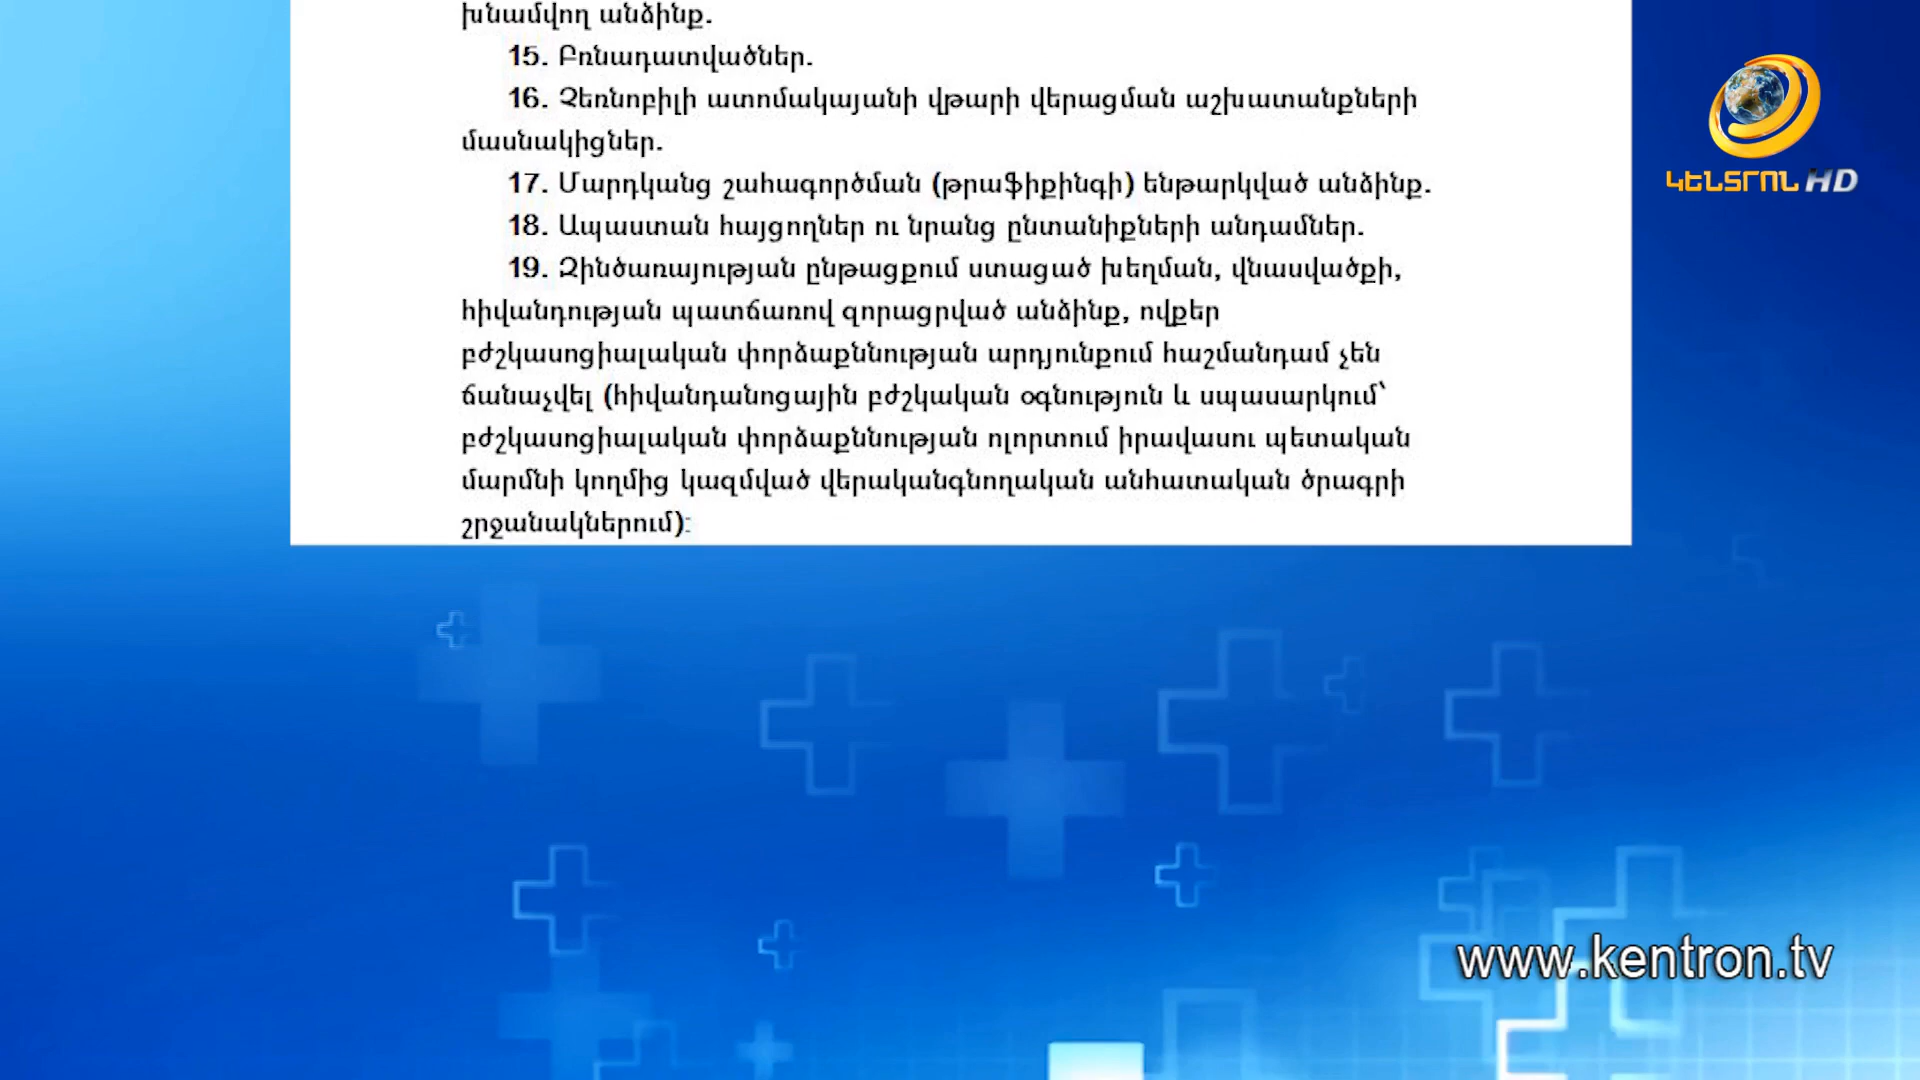 խնամվող անձինք.
15. Բռնադատվածներ.
16. Չեռնոբիլի ատոմակայանի վթարի վերացման աշխատանքների
մասնակիցներ.
17. Մարդկանց շահագործման (թրաֆիքինգի) ենթարկված անձինք.
18. Ապաստան հայցողներ ու նրանց ընտանիքների անդամներ.
19. Զինծառայության ընթացքում ստացած խեղման, վնասվածքի,
հիվանդության պատճառով զորացրված անձինք, ովքեր
բժշկասոցիալական փորձաքննության արդյունքում հաշմանդամ չեն
ճանաչվել (հիվանդանոցային բժշկական օգնություն և սպասարկում՝
բժշկասոցիալական փորձաքննության ոլորտում իրավասու պետական
մարմնի կողմից կազմված վերականգնողական անհատական ծրագրի
շրջանակներում):
ԿԵՆՏՐՈՆ HD
www.kentron.tv